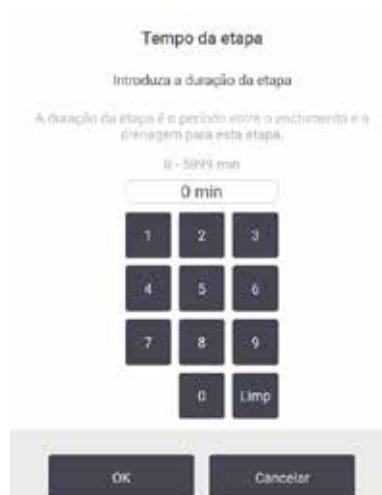 Tempo da etapa
Introduza a duração da etapa
A duração da etapa é o período entre o enchimento e a
drenagem para esta etapa.
0 - 5999 min
0 min
1 2 3
4 5 6
7 8 9
0 Limp
OK Cancelar